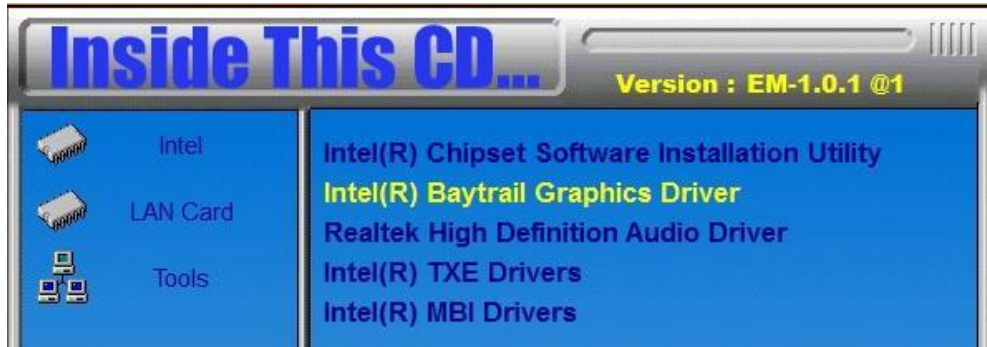 Inside This CD...
Version : EM-1.0.1 @1
Intel
LAN Card
Tools
Intel(R) Chipset Software Installation Utility
Intel(R) Baytrail Graphics Driver
Realtek High Definition Audio Driver
Intel(R) TXE Drivers
Intel(R) MBI Drivers